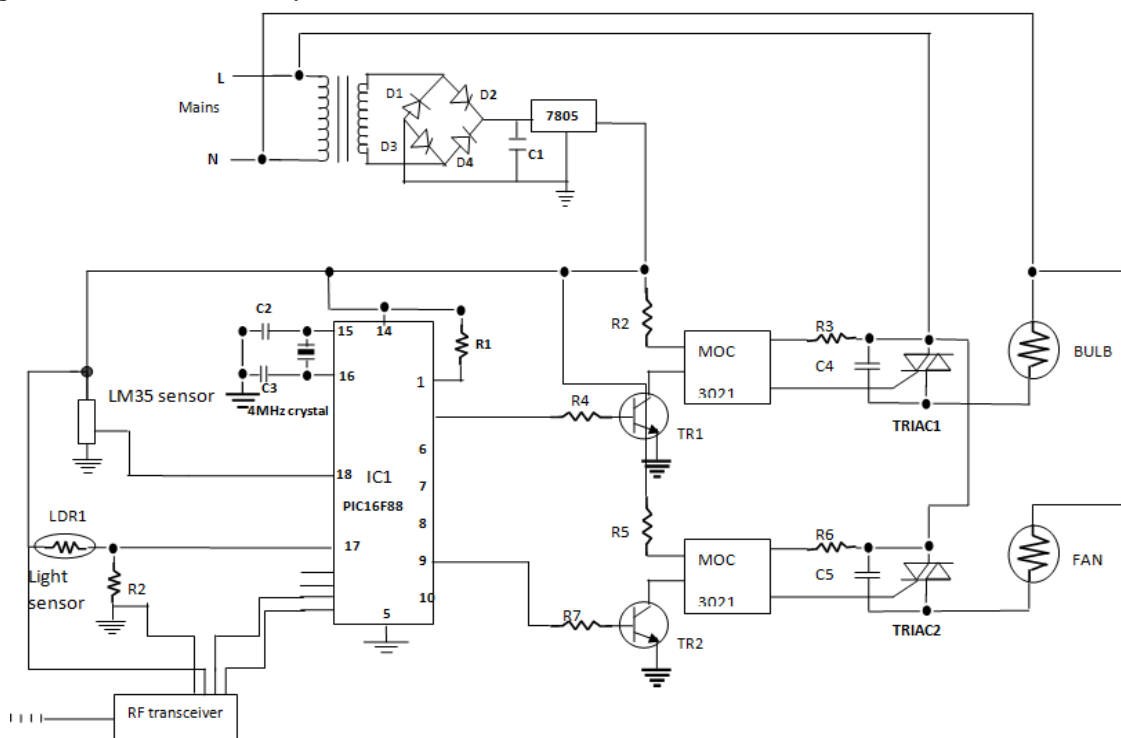 L
Mains
N
D1
D2
D3
D4
C1
7805
C2
C3
4MHz crystal
15
14
16
R1
1
LM35 sensor
18
IC1
PIC16F88
6
7
8
17
9
10
5
LDR1
Light
sensor
R2
RF transceiver
R2
MOC
3021
R3
C4
R4
TR1
TRIAC1
BULB
R5
MOC
3021
R6
C5
R7
TR2
TRIAC2
FAN